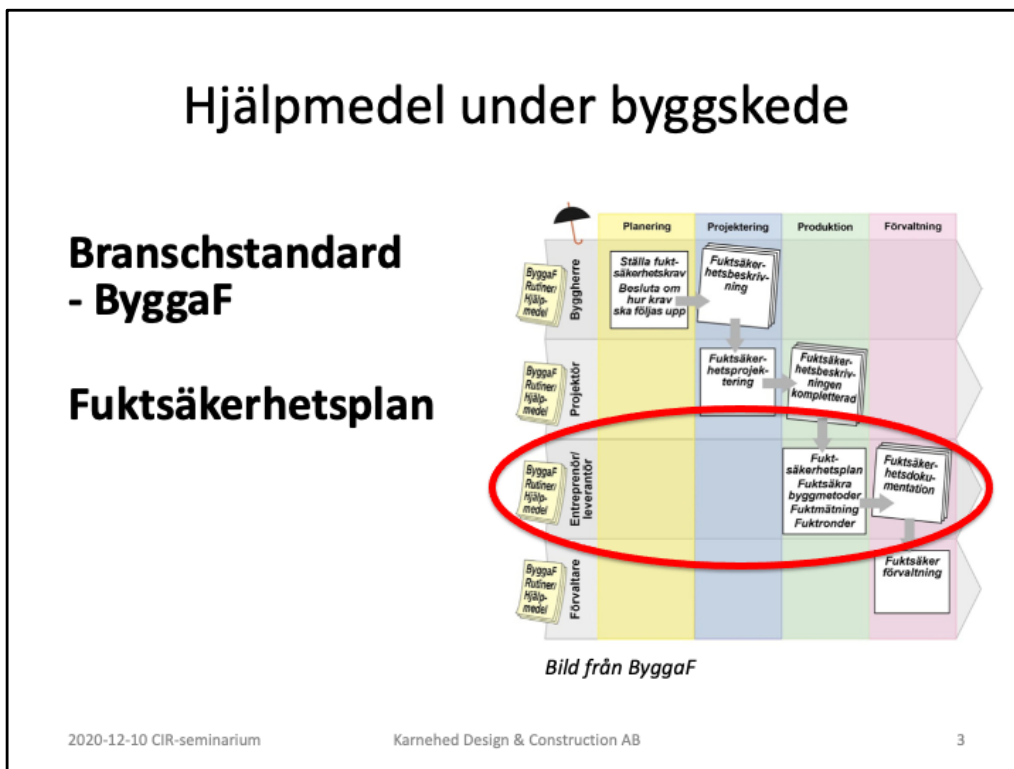 Hjälpmedel under byggskede
Branschstandard
- ByggaF
Fuktsäkerhetsplan
Planering
Projektering
Produktion
Förvaltning
ByggaF
Rutiner/
Hjälp-
medel
Byggherre
Ställa fukt-
säkerhetskrav
Besluta om
hur krav
ska följas upp
Fuktsäker-
hetsbeskriv-
ning
ByggaF
Rutiner/
Hjälp-
medel
Projektör
Fuktsäker-
hetsprojek-
tering
Fuktsäker-
hetsbeskriv-
ningen
kompletterad
ByggaF
Rutiner/
Hjälp-
medel
Entreprenör/
leverantör
Fukt-
säkerhetsplan
Fuktsäkra
byggmetoder
Fuktmätning
Fuktronder
Fuktsäker-
hetsdoku-
mentation
ByggaF
Rutiner/
Hjälp-
medel
Förvaltare
Fuktsäker
förvaltning
Bild från ByggaF
2020-12-10 CIR-seminarium
Karnehed Design & Construction AB
3